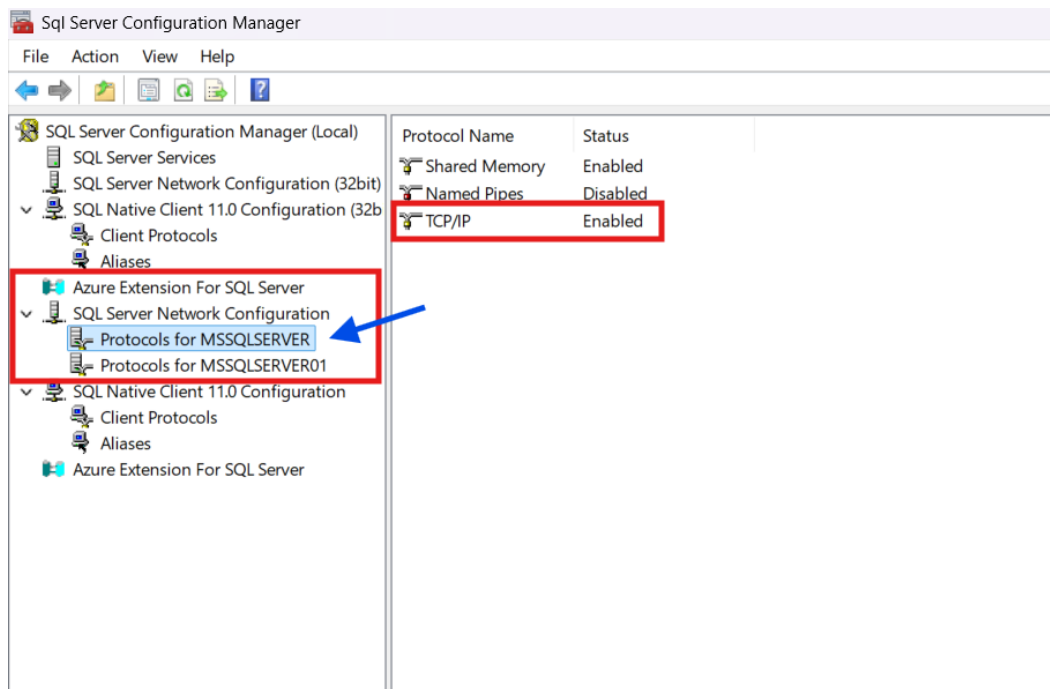 Sql Server Configuration Manager
File Action View Help
SQL Server Configuration Manager (Local)
SQL Server Services
SQL Server Network Configuration (32bit)
SQL Native Client 11.0 Configuration (32b
Client Protocols
Aliases
Azure Extension For SQL Server
SQL Server Network Configuration
Protocols for MSSQLSERVER
Protocols for MSSQLSERVER01
SQL Native Client 11.0 Configuration
Client Protocols
Aliases
Azure Extension For SQL Server
Protocol Name Status
Shared Memory Enabled
Named Pipes Disabled
TCP/IP Enabled